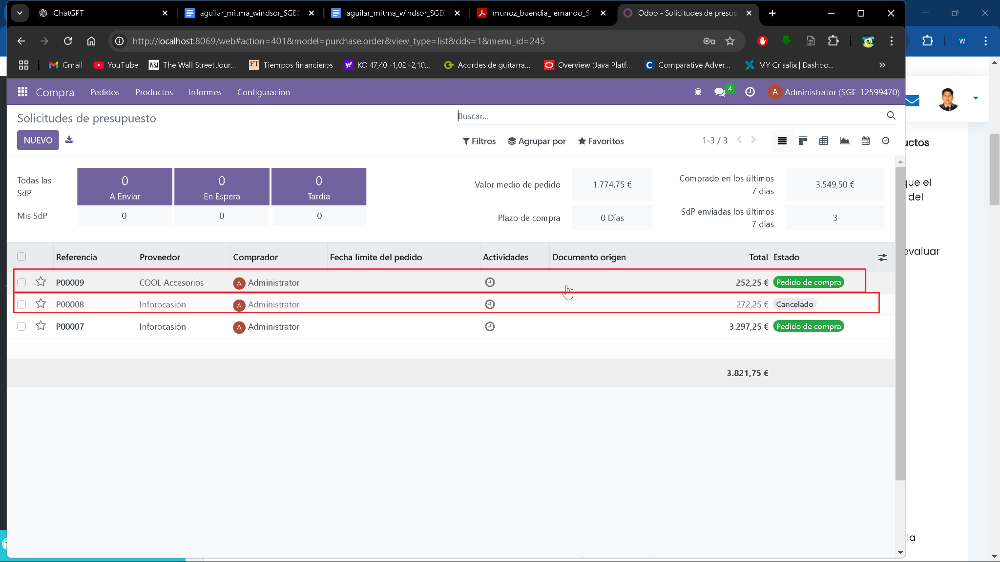 ChatGPT
aguilar_mitma_windsor_SGE0
aguilar_mitma_windsor_SGE0
munoz_buendia_fernando_SG
Odoo - Solicitudes de presup
http://localhost:8069/web#action=401&model=purchase.order&view_type=list&cids=1&menu_id=245
W
Gmail
YouTube
WSJ The Wall Street Jour...
FT Tiempos financieros
KO 47,40 -1,02 -2,10...
Acordes de guitarra...
Overview (Java Platf...
C Comparative Adver...
MY Crisalix | Dashbo...
Compra Pedidos Productos Informes Configuración
4
A Administrator (SGE-12599470)
Solicitudes de presupuesto
Buscar...
NUEVO
Filtros Agrupar por Favoritos
1-3 / 3
Todas las SdP
0 A Enviar
0 En Espera
0 Tardía
Mis SdP 0 0 0
Valor medio de pedido 1.774,75 €
Comprado en los últimos 7 días 3.549,50 €
Plazo de compra 0 Días
SdP enviadas los últimos 7 días 3
Referencia Proveedor Comprador Fecha límite del pedido Actividades Documento origen Total Estado
P00009 COOL Accesorios A Administrator 252,25 € Pedido de compra
P00008 Inforocasión A Administrator 272,25 € Cancelado
P00007 Inforocasión A Administrator 3.297,25 € Pedido de compra
3.821,75 €
uctos
que el
del
evaluar
la